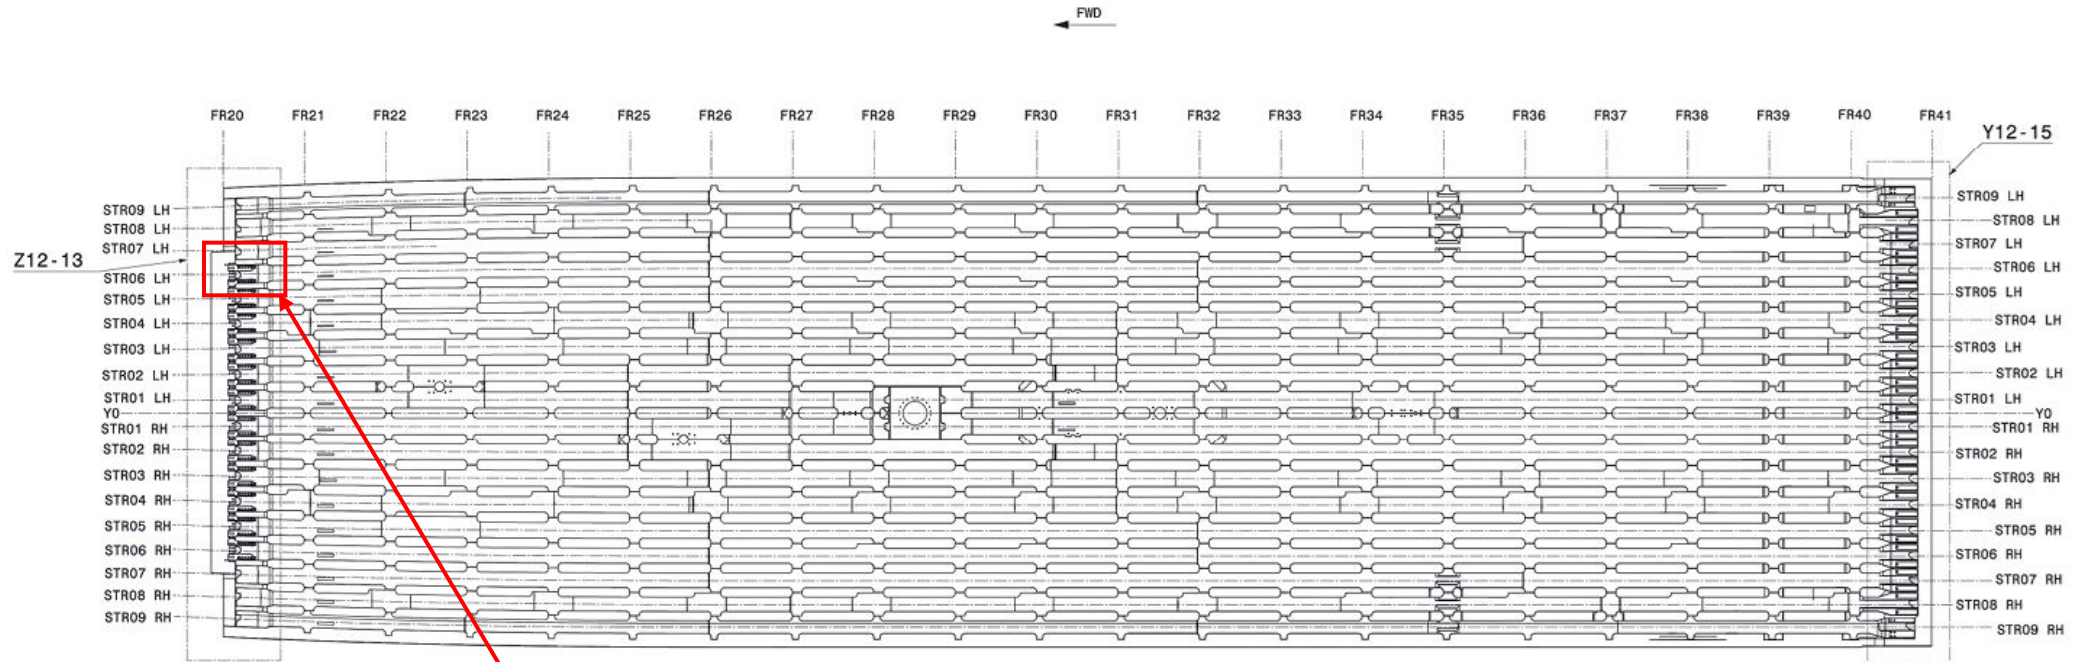 FWD
FR20 FR21 FR22 FR23 FR24 FR25 FR26 FR27 FR28 FR29 FR30 FR31 FR32 FR33 FR34 FR35 FR36 FR37 FR38 FR39 FR40 FR41
Y12-15
Z12-13
STR09 LH
STR08 LH
STR07 LH
STR06 LH
STR05 LH
STR04 LH
STR03 LH
STR02 LH
STR01 LH
Y0
STR01 RH
STR02 RH
STR03 RH
STR04 RH
STR05 RH
STR06 RH
STR07 RH
STR08 RH
STR09 RH
STR09 LH
STR08 LH
STR07 LH
STR06 LH
STR05 LH
STR04 LH
STR03 LH
STR02 LH
STR01 LH
Y0
STR01 RH
STR02 RH
STR03 RH
STR04 RH
STR05 RH
STR06 RH
STR07 RH
STR08 RH
STR09 RH